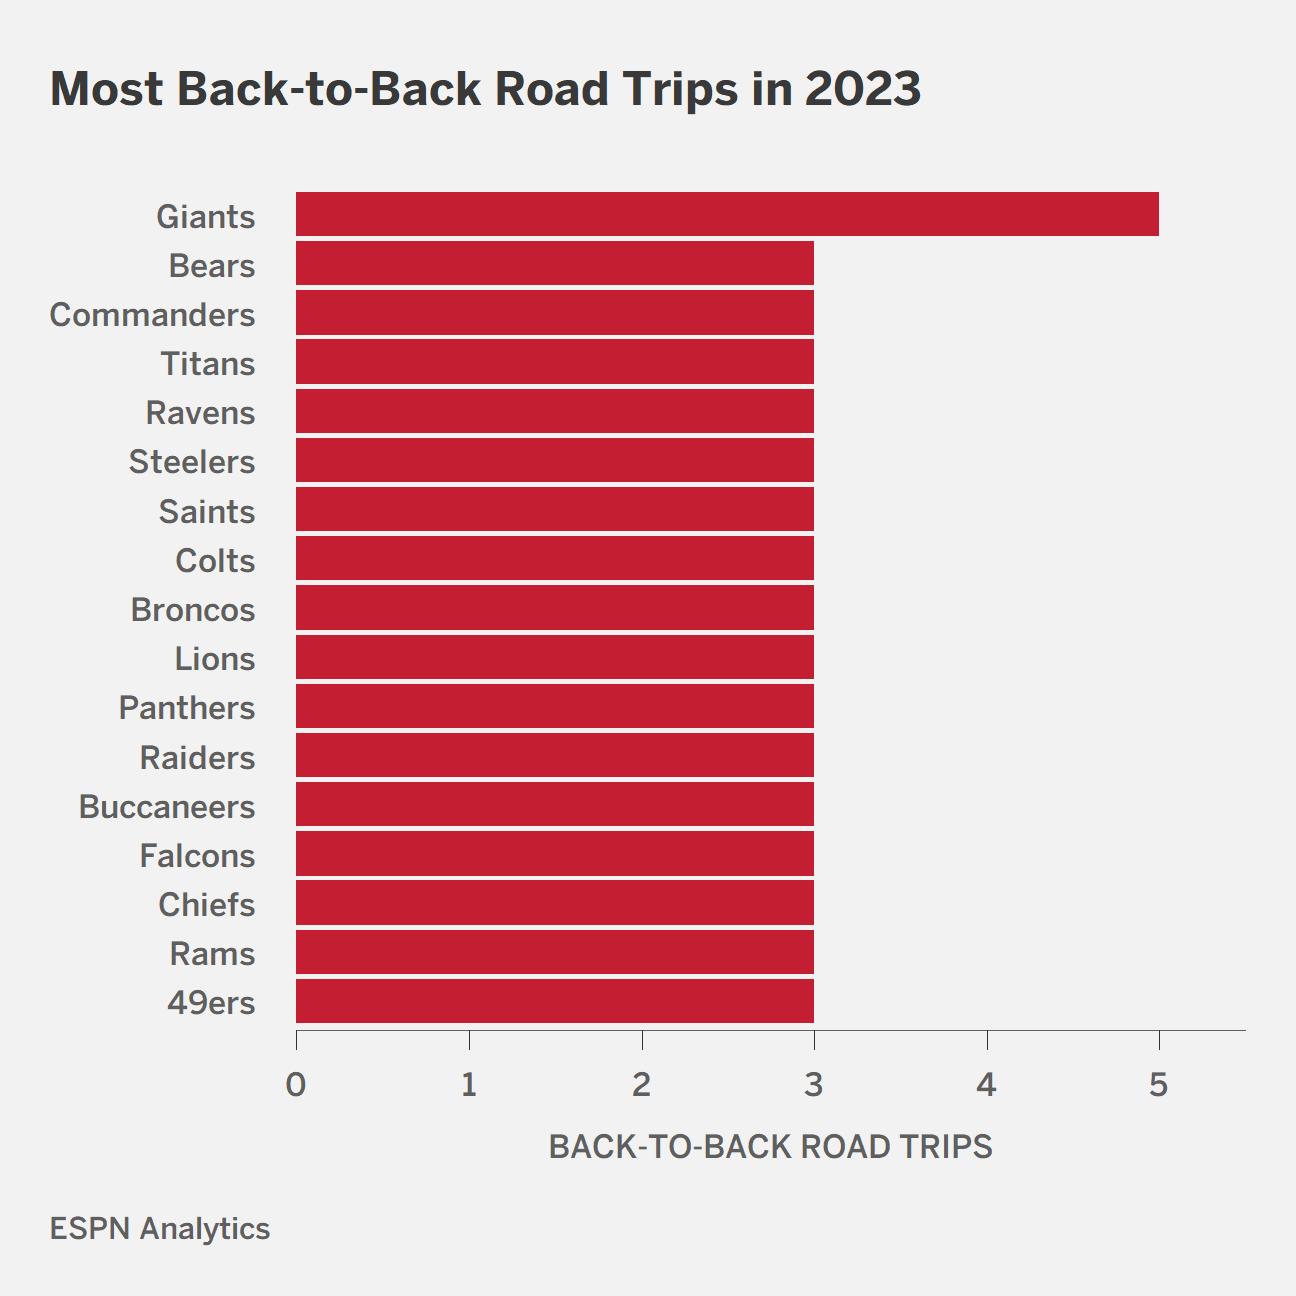 Most Back-to-Back Road Trips in 2023
Giants
Bears
Commanders
Titans
Ravens
Steelers
Saints
Colts
Broncos
Lions
Panthers
Raiders
Buccaneers
Falcons
Chiefs
Rams
49ers
0 1 2 3 4 5
BACK-TO-BACK ROAD TRIPS
ESPN Analytics